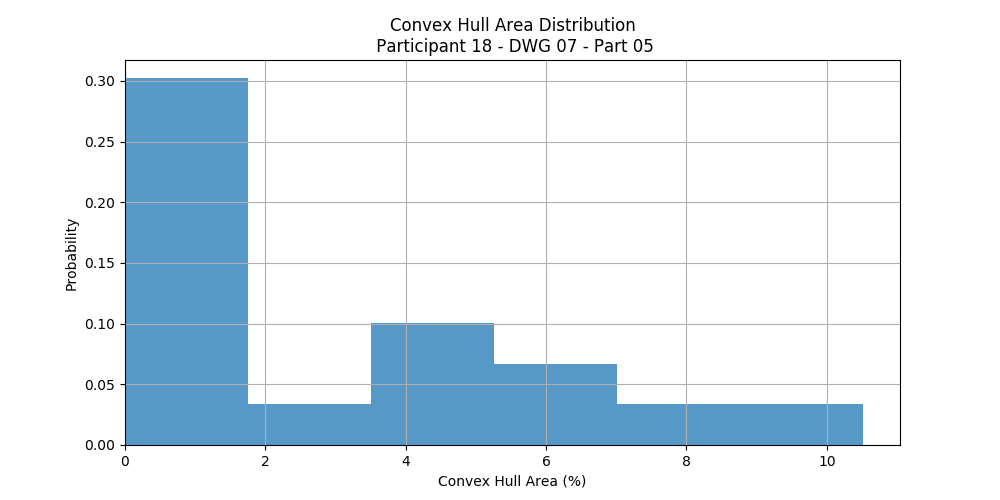 Convex Hull Area Distribution
Participant 18 - DWG 07 - Part 05
Probability
0.30
0.25
0.20
0.15
0.10
0.05
0.00
0 2 4 6 8 10
Convex Hull Area (%)